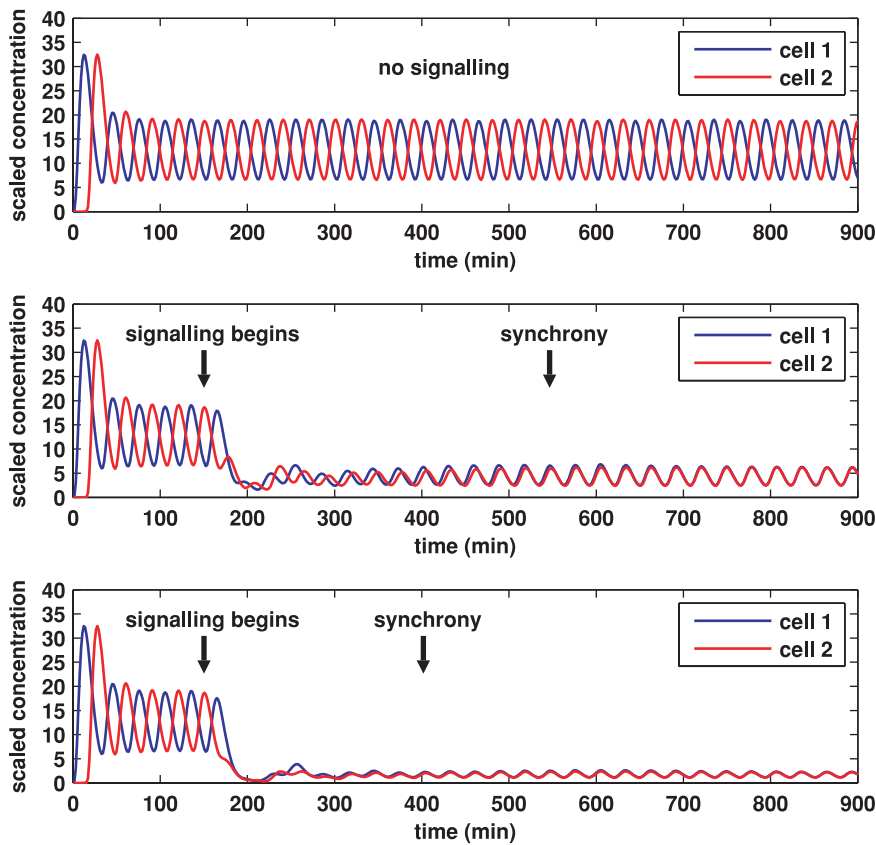 40
35
30
25
20
15
10
5
0
scaled concentration
no signalling
cell 1
cell 2
0 100 200 300 400 500 600 700 800 900
time (min)
40
35
30
25
20
15
10
5
0
scaled concentration
signalling begins
synchrony
cell 1
cell 2
0 100 200 300 400 500 600 700 800 900
time (min)
40
35
30
25
20
15
10
5
0
scaled concentration
signalling begins
synchrony
cell 1
cell 2
0 100 200 300 400 500 600 700 800 900
time (min)